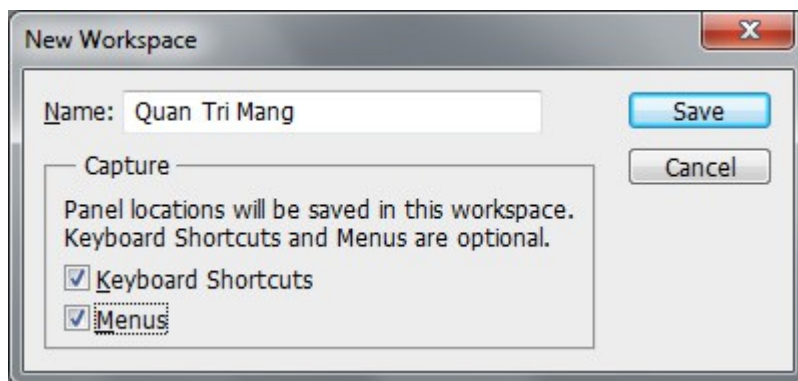 New Workspace
Name: Quan Tri Mang
Save
Capture
Cancel
Panel locations will be saved in this workspace.
Keyboard Shortcuts and Menus are optional.
Keyboard Shortcuts
Menus